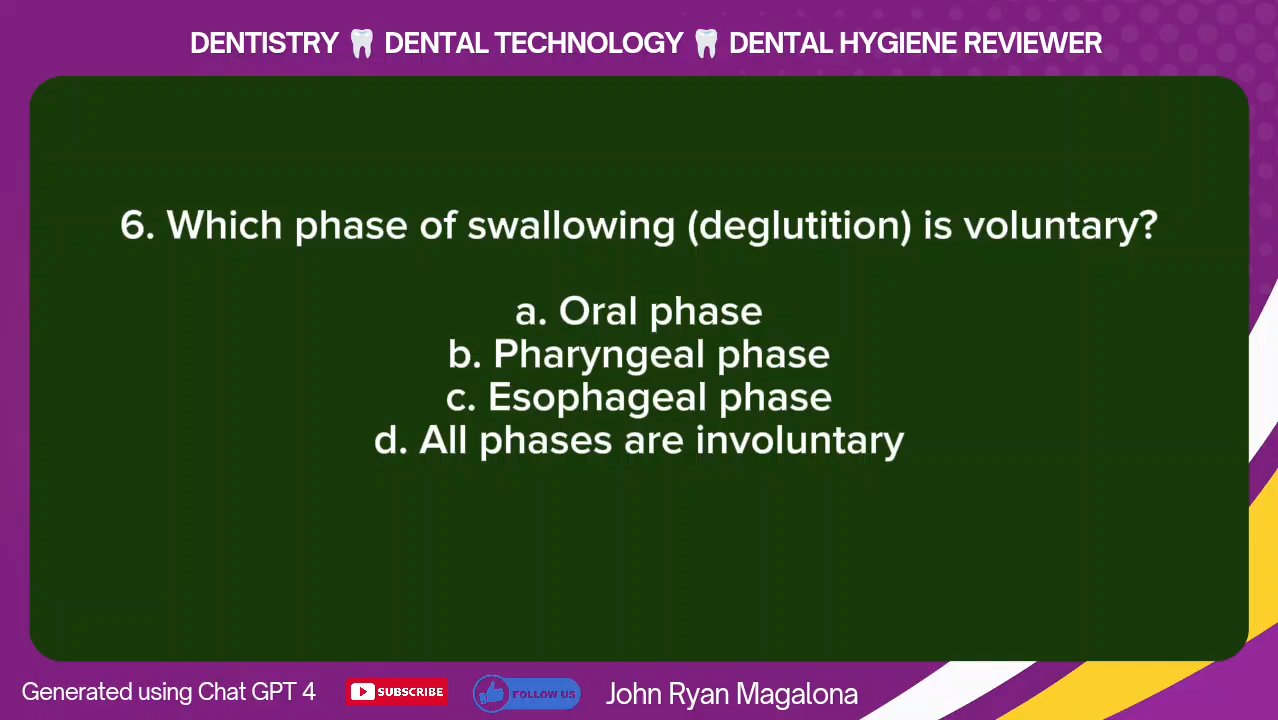 DENTISTRY 🦷 DENTAL TECHNOLOGY 🦷 DENTAL HYGIENE REVIEWER
6. Which phase of swallowing (deglutition) is voluntary?
a. Oral phase
b. Pharyngeal phase
c. Esophageal phase
d. All phases are involuntary
Generated using Chat GPT 4 SUBSCRIBE FOLLOW US John Ryan Magalona